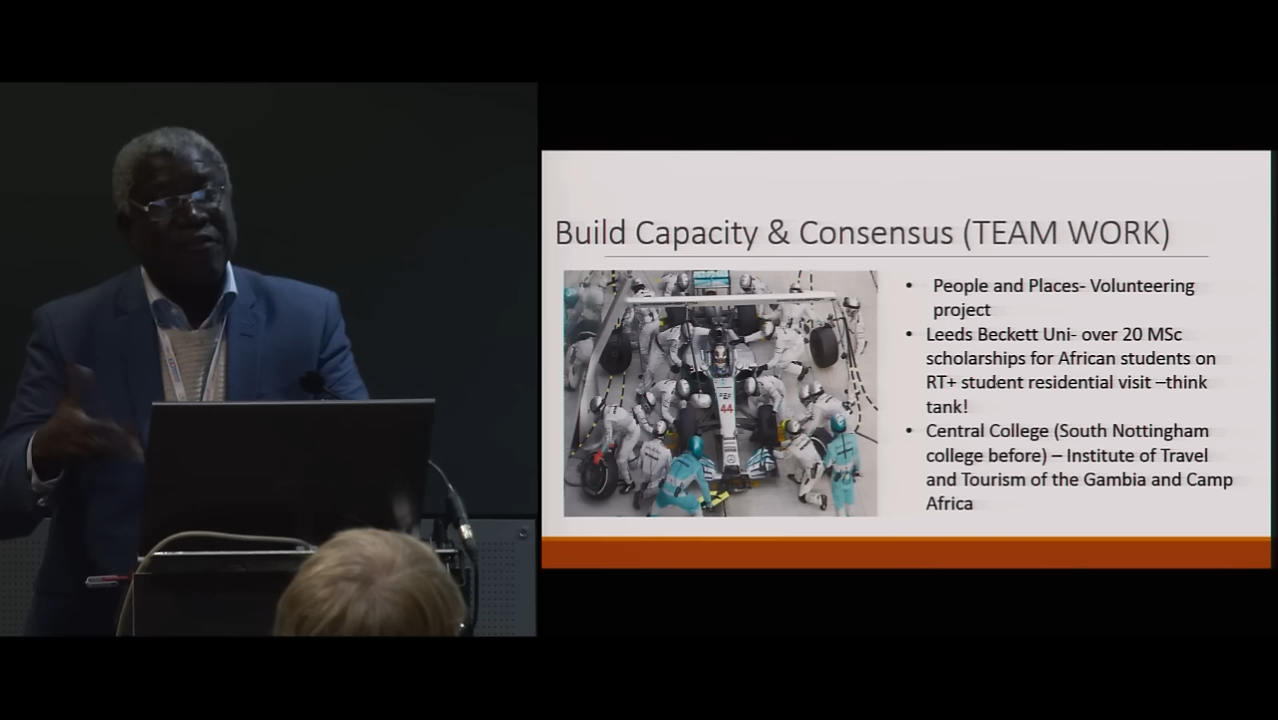 Build Capacity & Consensus (TEAM WORK)
• People and Places- Volunteering
project
• Leeds Beckett Uni- over 20 MSc
scholarships for African students on
RT+ student residential visit –think
tank!
• Central College (South Nottingham
college before) – Institute of Travel
and Tourism of the Gambia and Camp
Africa
44